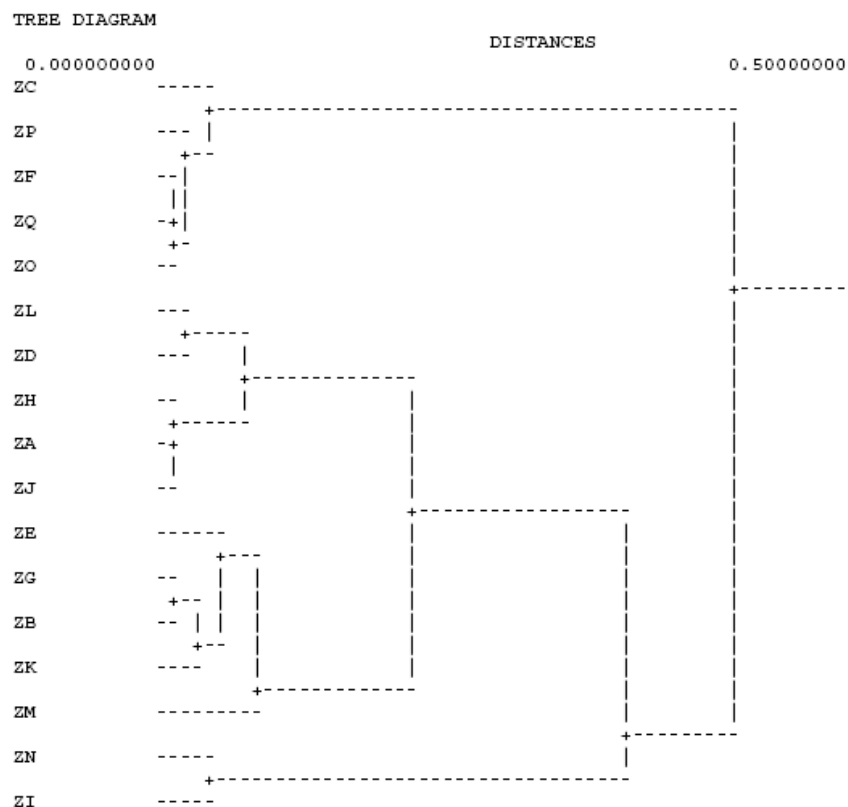 TREE DIAGRAM
DISTANCES
0.000000000 0.50000000
ZC
ZP
ZF
ZQ
ZO
ZL
ZD
ZH
ZA
ZJ
ZE
ZG
ZB
ZK
ZM
ZN
ZI